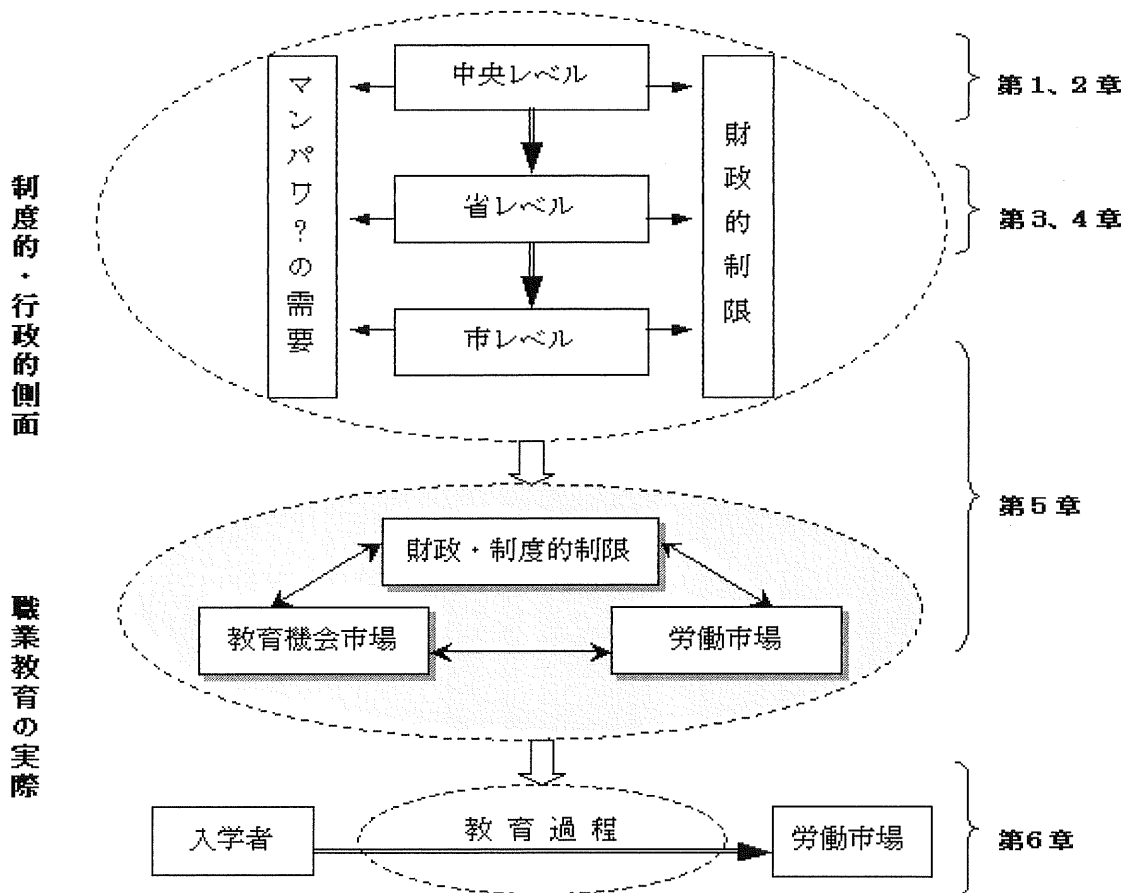 制度的・行政的側面
マンパワ?の需要
中央レベル
省レベル
市レベル
財政的制限
第1、2章
第3、4章
第5章
職業教育の実際
財政・制度的制限
教育機会市場
労働市場
入学者
教育過程
労働市場
第6章